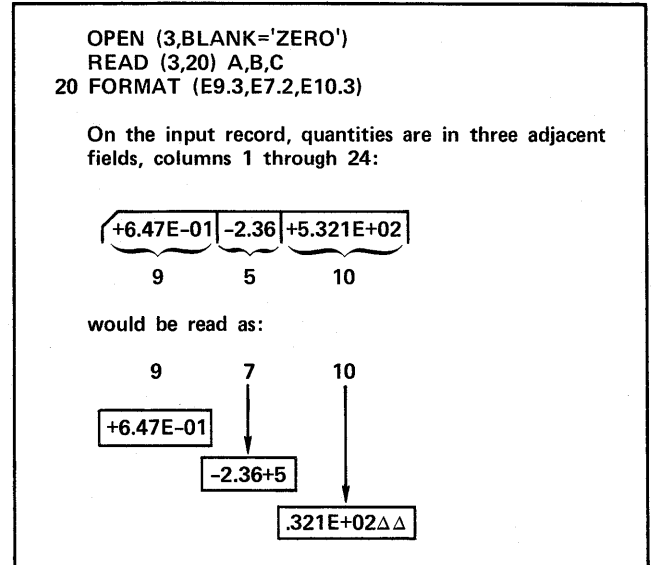 OPEN (3,BLANK='ZERO')
READ (3,20) A,B,C
20 FORMAT (E9.3,E7.2,E10.3)
On the input record, quantities are in three adjacent
fields, columns 1 through 24:
+6.47E-01 -2.36 +5.321E+02
9 5 10
would be read as:
9 7 10
+6.47E-01
-2.36+5
.321E+02ΔΔ